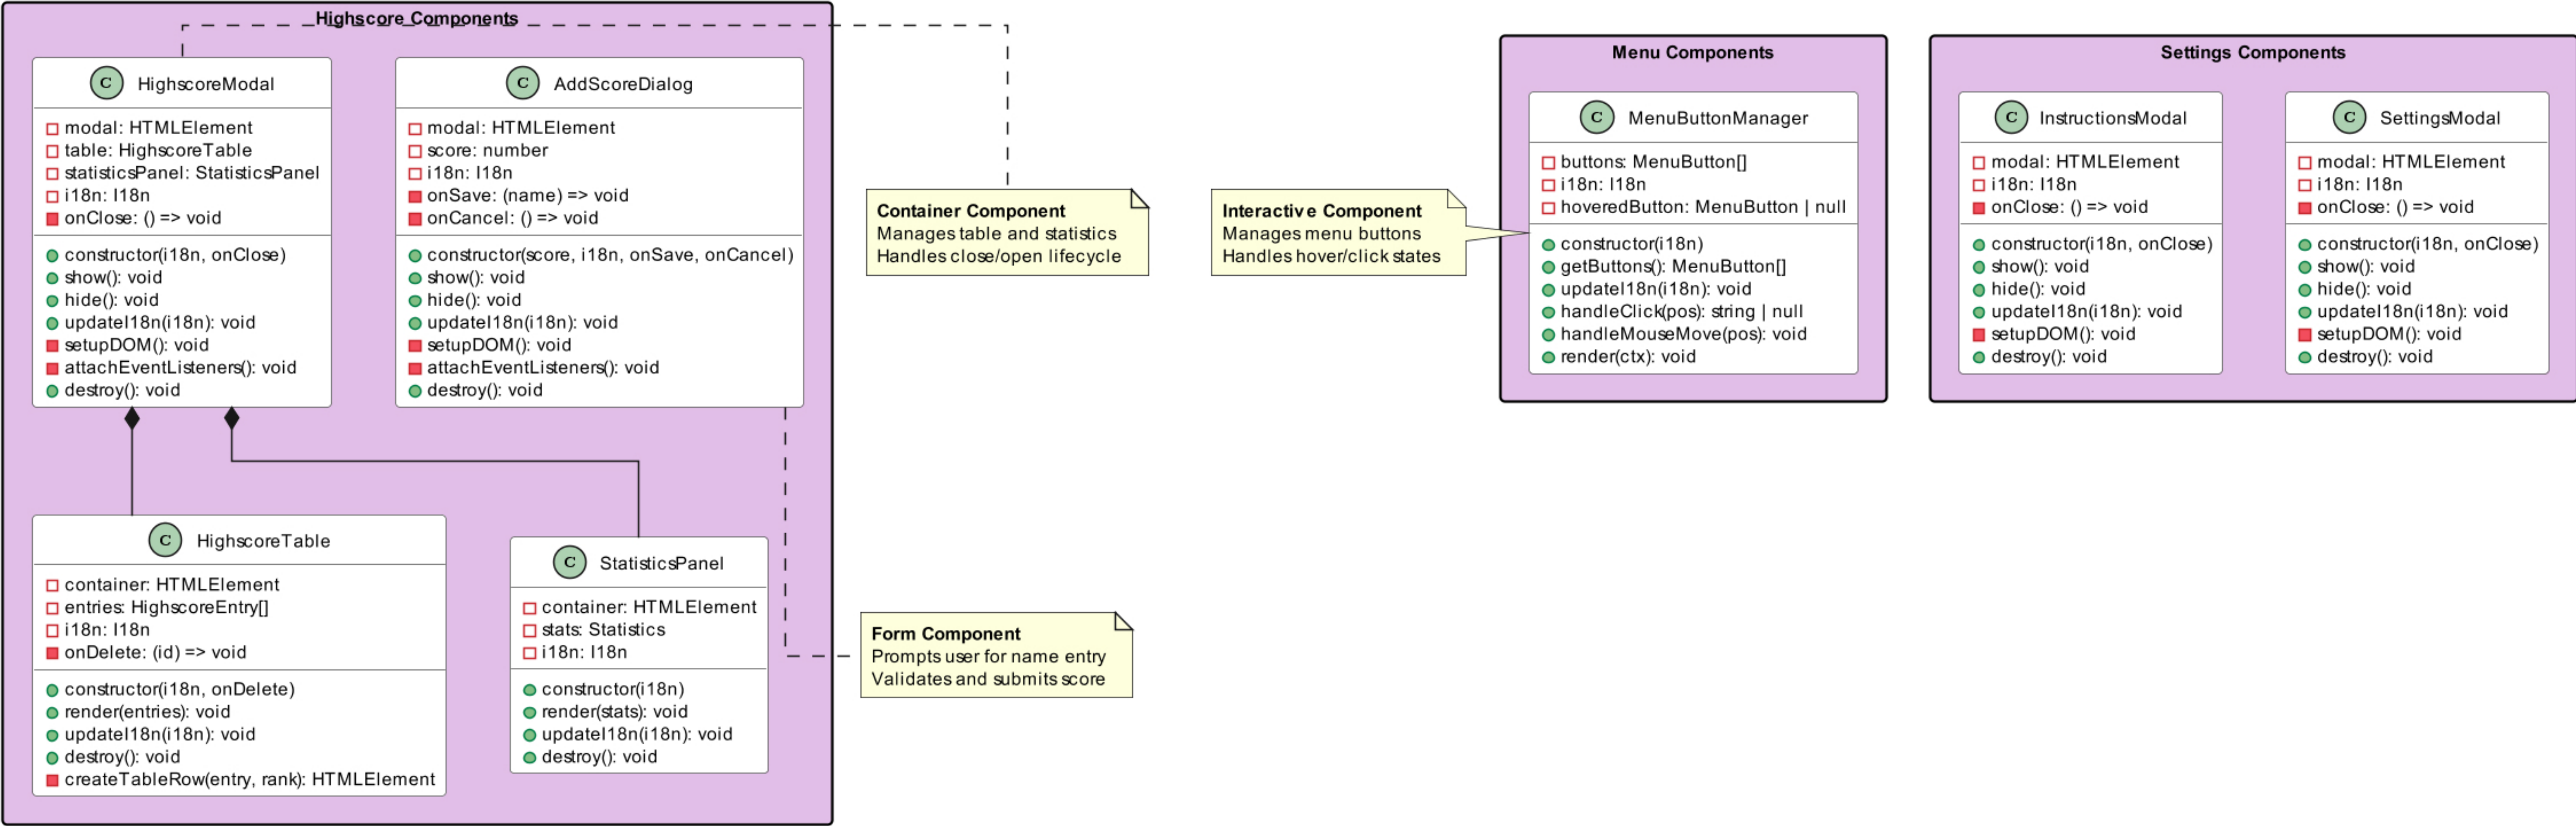 Highscore Components
C HighscoreModal
modal: HTMLElement
table: HighscoreTable
statisticsPanel: StatisticsPanel
i18n: I18n
onClose: () => void
constructor(i18n, onClose)
show(): void
hide(): void
updateI18n(i18n): void
setupDOM(): void
attachEventListeners(): void
destroy(): void
C AddScoreDialog
modal: HTMLElement
score: number
i18n: I18n
onSave: (name) => void
onCancel: () => void
constructor(score, i18n, onSave, onCancel)
show(): void
hide(): void
updateI18n(i18n): void
setupDOM(): void
attachEventListeners(): void
destroy(): void
C HighscoreTable
container: HTMLElement
entries: HighscoreEntry[]
i18n: I18n
onDelete: (id) => void
constructor(i18n, onDelete)
render(entries): void
updateI18n(i18n): void
destroy(): void
createTableRow(entry, rank): HTMLElement
C StatisticsPanel
container: HTMLElement
stats: Statistics
i18n: I18n
constructor(i18n)
render(stats): void
updateI18n(i18n): void
destroy(): void
Container Component
Manages table and statistics
Handles close/open lifecycle
Form Component
Prompts user for name entry
Validates and submits score
Interactive Component
Manages menu buttons
Handles hover/click states
Menu Components
C MenuButtonManager
buttons: MenuButton[]
i18n: I18n
hoveredButton: MenuButton | null
constructor(i18n)
getButtons(): MenuButton[]
updateI18n(i18n): void
handleClick(pos): string | null
handleMouseMove(pos): void
render(ctx): void
Settings Components
C InstructionsModal
modal: HTMLElement
i18n: I18n
onClose: () => void
constructor(i18n, onClose)
show(): void
hide(): void
updateI18n(i18n): void
setupDOM(): void
destroy(): void
C SettingsModal
modal: HTMLElement
i18n: I18n
onClose: () => void
constructor(i18n, onClose)
show(): void
hide(): void
updateI18n(i18n): void
setupDOM(): void
destroy(): void